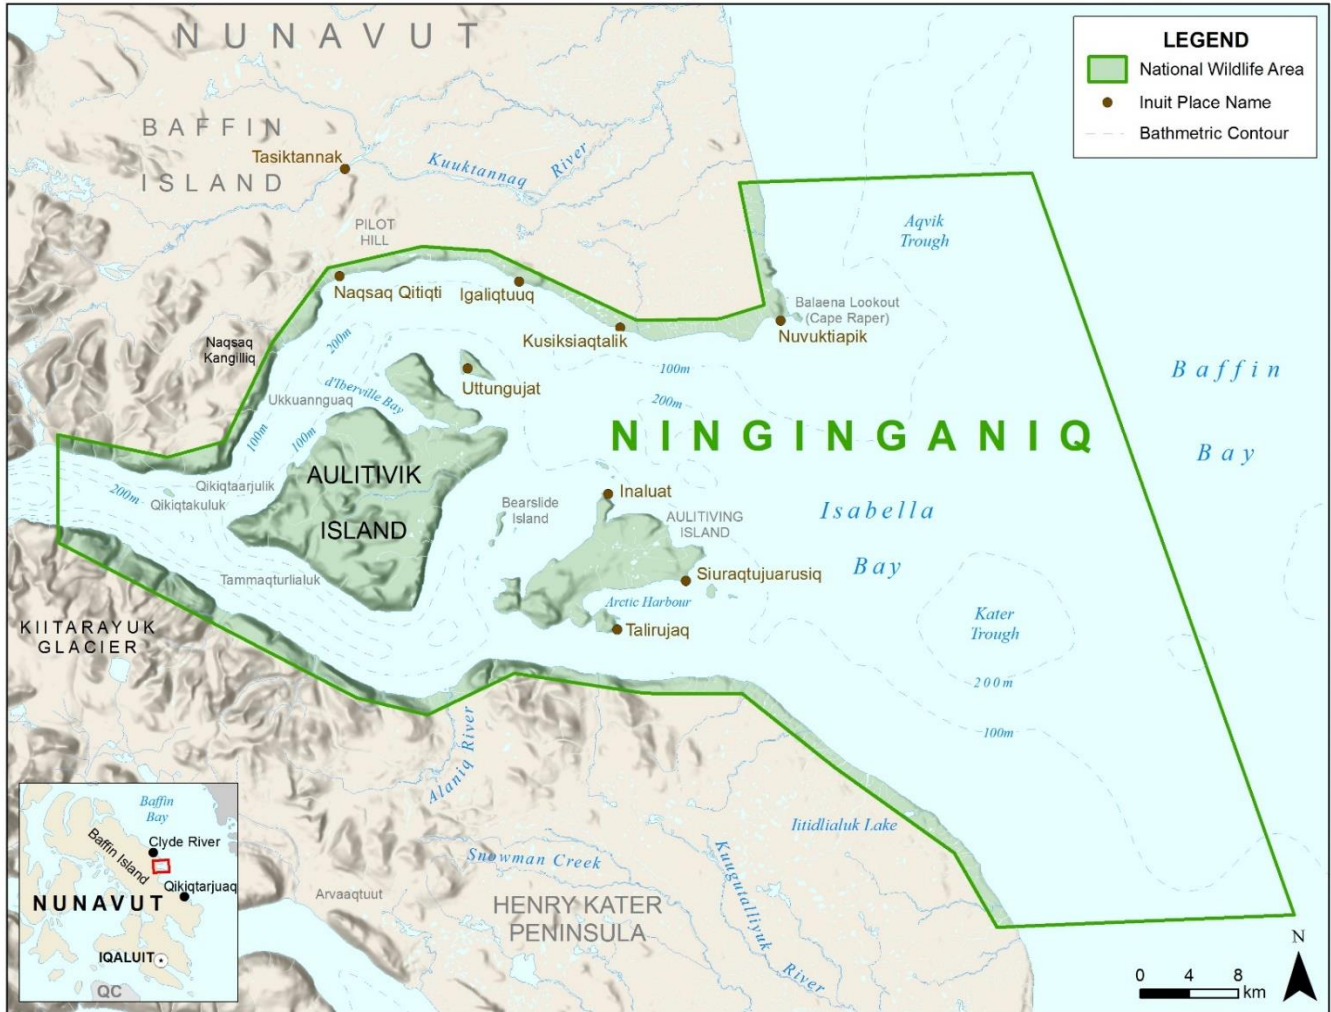 NUNAVUT
LEGEND
National Wildlife Area
Inuit Place Name
Bathmetric Contour
BAFFIN
ISLAND
Tasiktannak
Kuuktannaq River
PILOT
HILL
Aqvik
Trough
Naqsaq Qitiqti
Igaliqtuuq
Balaena Lookout
(Cape Raper)
Kusiksiaqtalik
Nuvuktiapik
Naqsaq
Kangilliq
200m
Uttungujat
100m
Baffin
Bay
d'Iberville Bay
Ukkuannguaq
200m
100m
100m
NINGINGANIQ
AULITIVIK
ISLAND
Qikiqtaarjulik
200m
Qikiqtakuluk
Inaluat
Bearslide
Island
AULITIVING
ISLAND
Isabella
Bay
Tammaqturlialuk
Siuraqtujuarusiq
Arctic Harbour
Kater
Trough
Talirujaq
KIITARAYUK
GLACIER
200m
100m
Alaniq River
Iitidlialuk Lake
Snowman Creek
Kuugutalliyuk River
Arvaaqtuut
HENRY KATER
PENINSULA
Baffin
Bay
Clyde River
Baffin Island
Qikiqtarjuaq
NUNAVUT
IQALUIT
QC
N
0 4 8
km